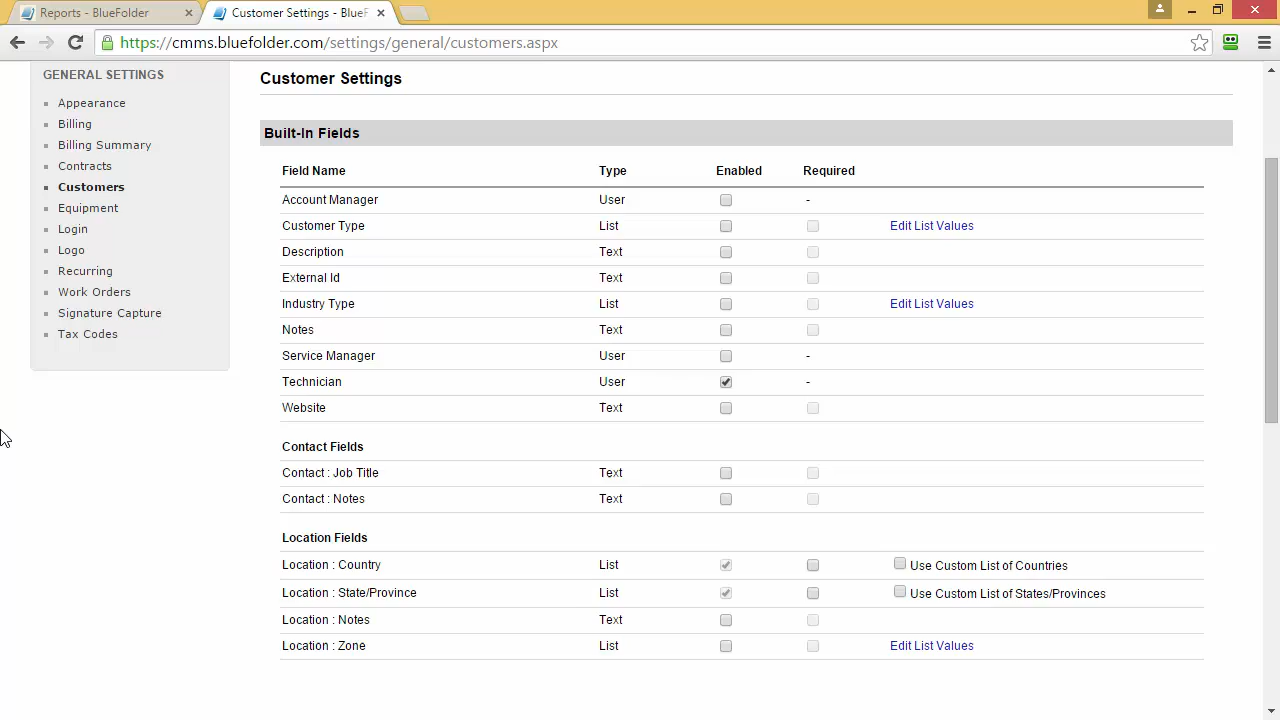 Reports - BlueFolder
Customer Settings - BlueF
https://cmms.bluefolder.com/settings/general/customers.aspx
GENERAL SETTINGS
Appearance
Billing
Billing Summary
Contracts
Customers
Equipment
Login
Logo
Recurring
Work Orders
Signature Capture
Tax Codes
Customer Settings
Built-In Fields
Field Name Type Enabled Required
Account Manager User -
Customer Type List Edit List Values
Description Text
External Id Text
Industry Type List Edit List Values
Notes Text
Service Manager User -
Technician User -
Website Text
Contact Fields
Contact : Job Title Text
Contact : Notes Text
Location Fields
Location : Country List Use Custom List of Countries
Location : State/Province List Use Custom List of States/Provinces
Location : Notes Text
Location : Zone List Edit List Values